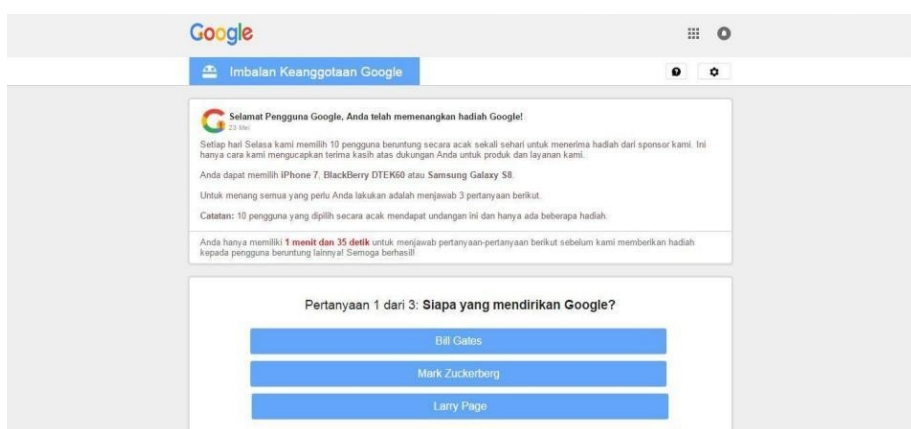 Google
Imbalan Keanggotaan Google
Selamat Pengguna Google, Anda telah memenangkan hadiah Google!
23 Mei
Setiap hari Selasa kami memilih 10 pengguna beruntung secara acak sekali sehari untuk menerima hadiah dari sponsor kami. Ini
hanya cara kami mengucapkan terima kasih atas dukungan Anda untuk produk dan layanan kami.
Anda dapat memilih iPhone 7, BlackBerry DTEK60 atau Samsung Galaxy S8.
Untuk menang semua yang perlu Anda lakukan adalah menjawab 3 pertanyaan berikut.
Catatan: 10 pengguna yang dipilih secara acak mendapat undangan ini dan hanya ada beberapa hadiah.
Anda hanya memiliki 1 menit dan 35 detik untuk menjawab pertanyaan-pertanyaan berikut sebelum kami memberikan hadiah
kepada pengguna beruntung lainnya! Semoga berhasil!
Pertanyaan 1 dari 3: Siapa yang mendirikan Google?
Bill Gates
Mark Zuckerberg
Larry Page